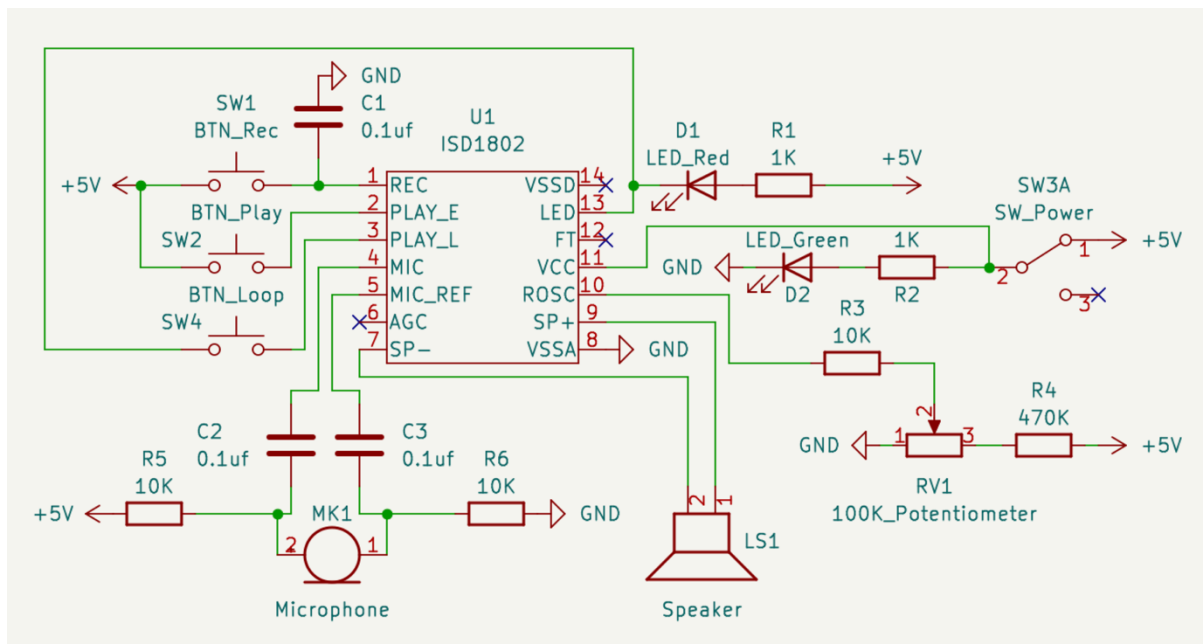 GND
SW1
BTN_Rec
C1
0.1uf
U1
ISD1802
+5V
BTN_Play
SW2
BTN_Loop
SW4
1 REC
2 PLAY_E
3 PLAY_L
4 MIC
5 MIC_REF
6 AGC
7 SP-
VSSD 14
LED 13
FT 12
VCC 11
ROSC 10
SP+ 9
VSSA 8
GND
D1
LED_Red
R1
1K
+5V
SW3A
SW_Power
1
+5V
2
3
LED_Green
GND
D2
1K
R2
R3
10K
2
GND
1
3
R4
470K
+5V
RV1
100K_Potentiometer
C2
0.1uf
C3
0.1uf
R5
10K
+5V
R6
10K
GND
MK1
2
1
Microphone
2
1
LS1
Speaker